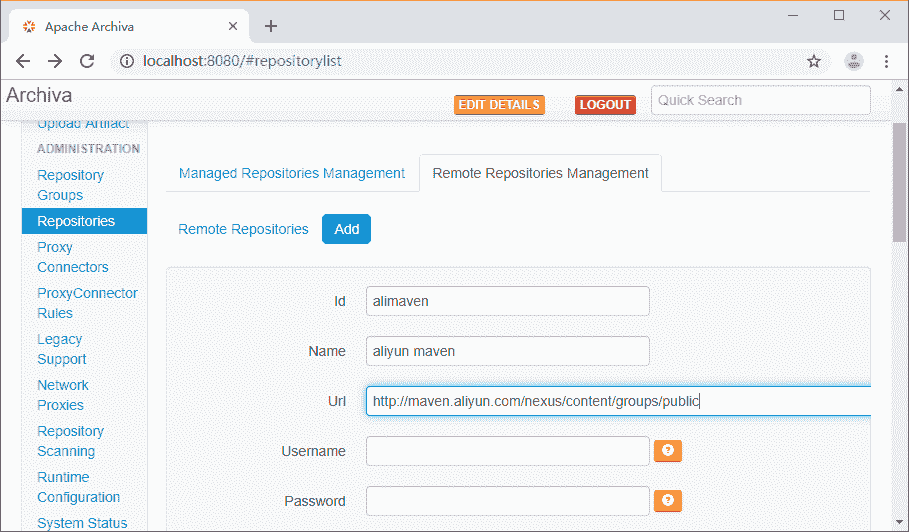 Apache Archiva
localhost:8080/#repositorylist
Archiva
EDIT DETAILS
LOGOUT
Quick Search
Upload Artifact
ADMINISTRATION
Repository
Groups
Repositories
Proxy
Connectors
ProxyConnector
Rules
Legacy
Support
Network
Proxies
Repository
Scanning
Runtime
Configuration
System Status
Managed Repositories Management
Remote Repositories Management
Remote Repositories
Add
Id
alimaven
Name
aliyun maven
Url
http://maven.aliyun.com/nexus/content/groups/public
Username
Password